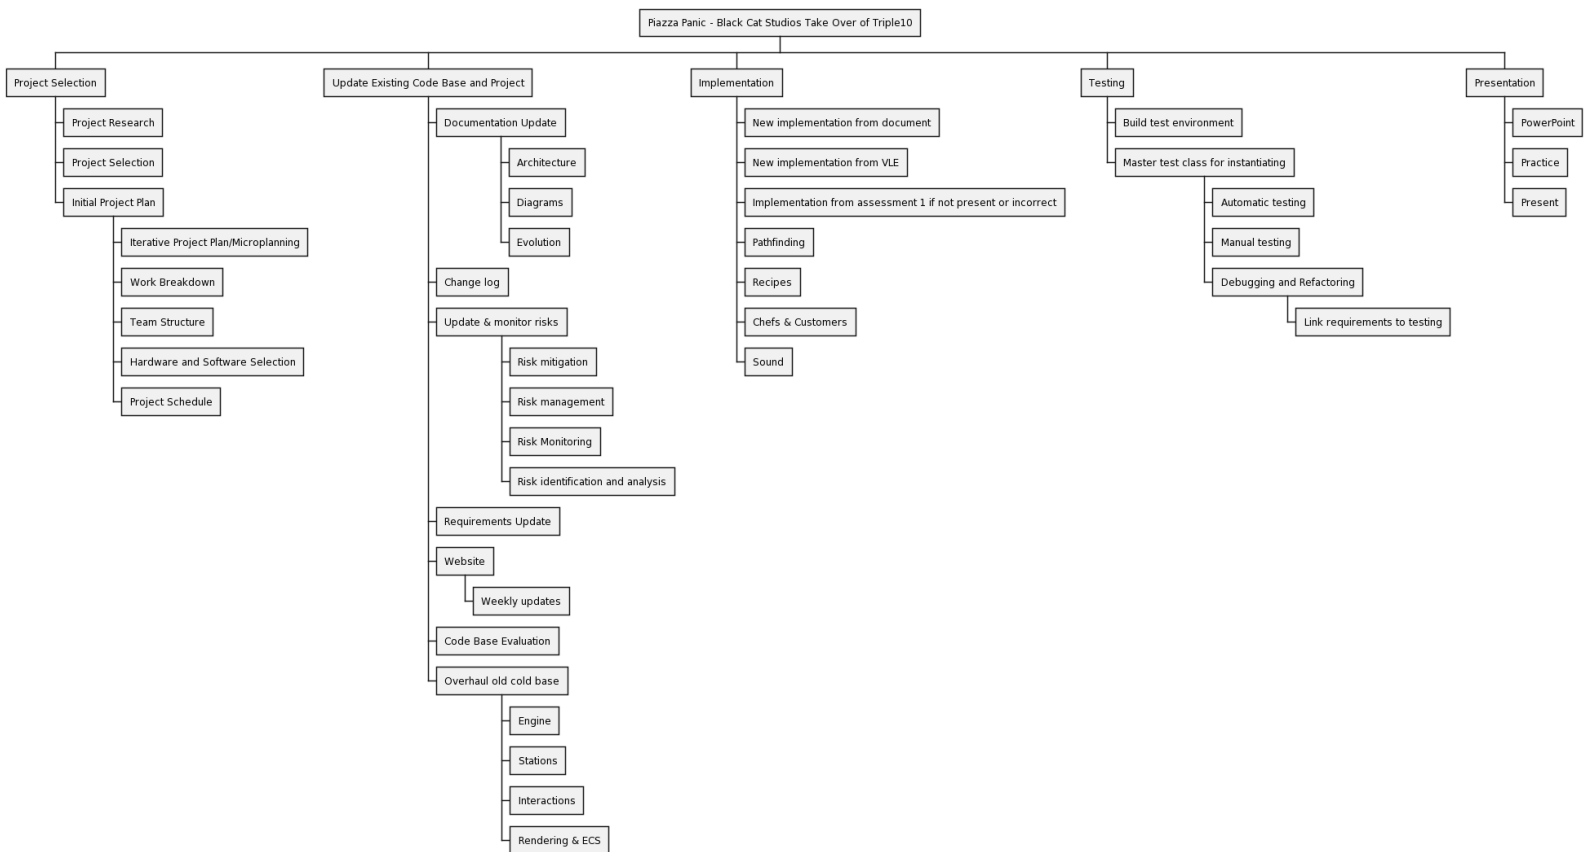 Piazza Panic - Black Cat Studios Take Over of Triple10
Project Selection
Project Research
Project Selection
Initial Project Plan
Iterative Project Plan/Microplanning
Work Breakdown
Team Structure
Hardware and Software Selection
Project Schedule
Update Existing Code Base and Project
Documentation Update
Architecture
Diagrams
Evolution
Change log
Update & monitor risks
Risk mitigation
Risk management
Risk Monitoring
Risk identification and analysis
Requirements Update
Website
Weekly updates
Code Base Evaluation
Overhaul old cold base
Engine
Stations
Interactions
Rendering & ECS
Implementation
New implementation from document
New implementation from VLE
Implementation from assessment 1 if not present or incorrect
Pathfinding
Recipes
Chefs & Customers
Sound
Testing
Build test environment
Master test class for instantiating
Automatic testing
Manual testing
Debugging and Refactoring
Link requirements to testing
Presentation
PowerPoint
Practice
Present